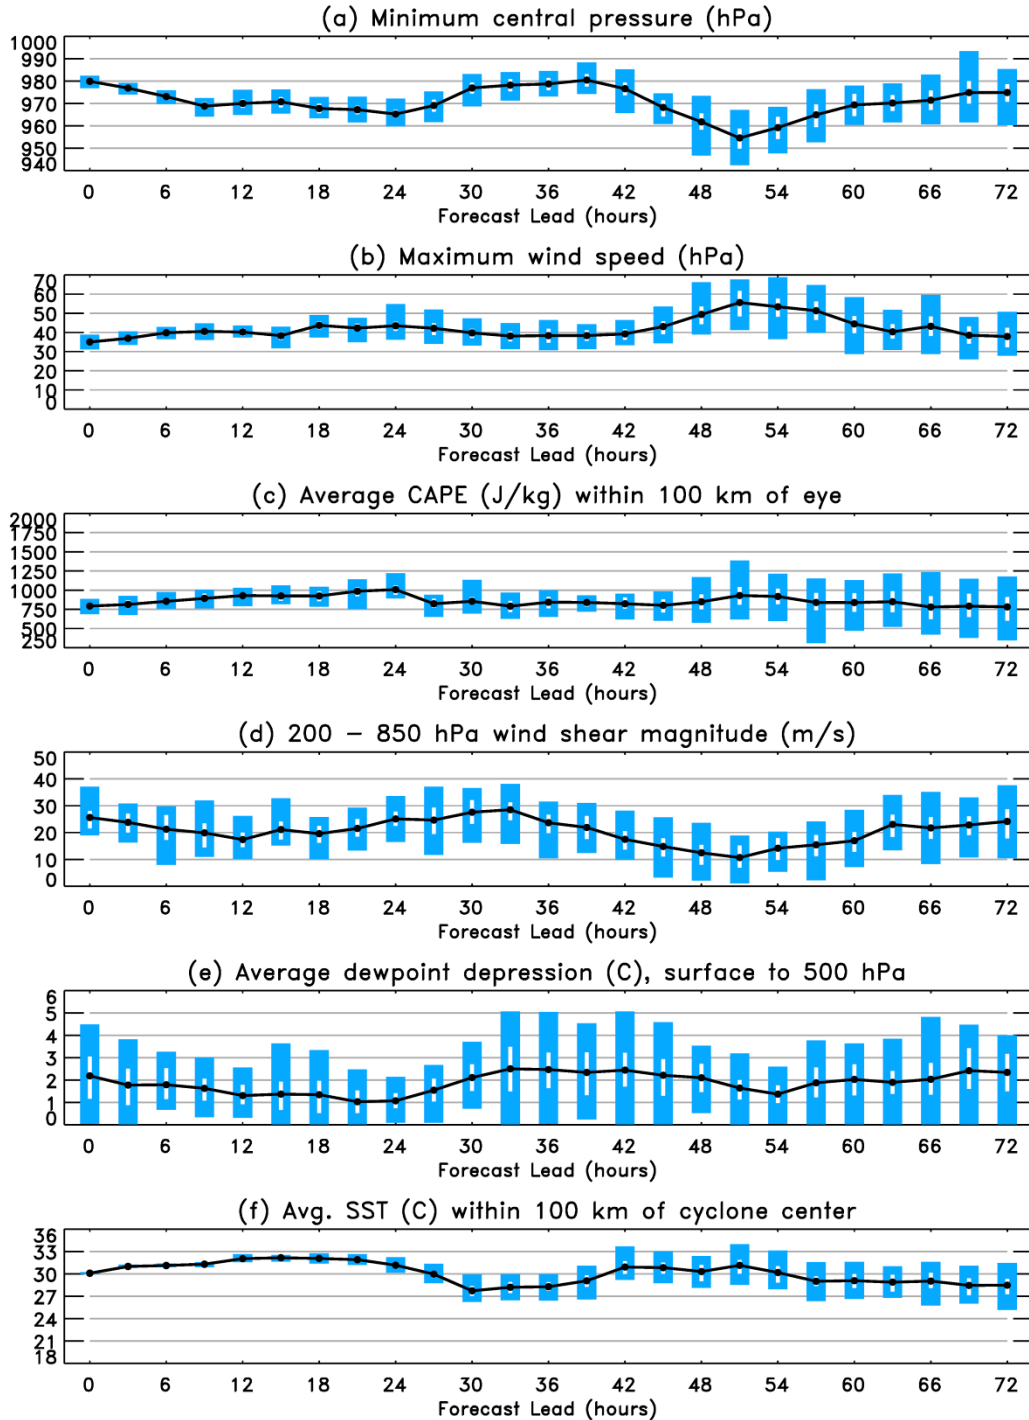 (a) Minimum central pressure (hPa)
1000
990
980
970
960
950
940
0 6 12 18 24 30 36 42 48 54 60 66 72
Forecast Lead (hours)
(b) Maximum wind speed (hPa)
70
60
50
40
30
20
10
0
0 6 12 18 24 30 36 42 48 54 60 66 72
Forecast Lead (hours)
(c) Average CAPE (J/kg) within 100 km of eye
2000
1750
1500
1250
1000
750
500
250
0 6 12 18 24 30 36 42 48 54 60 66 72
Forecast Lead (hours)
(d) 200 – 850 hPa wind shear magnitude (m/s)
50
40
30
20
10
0
0 6 12 18 24 30 36 42 48 54 60 66 72
Forecast Lead (hours)
(e) Average dewpoint depression (C), surface to 500 hPa
6
5
4
3
2
1
0
0 6 12 18 24 30 36 42 48 54 60 66 72
Forecast Lead (hours)
(f) Avg. SST (C) within 100 km of cyclone center
36
33
30
27
24
21
18
0 6 12 18 24 30 36 42 48 54 60 66 72
Forecast Lead (hours)